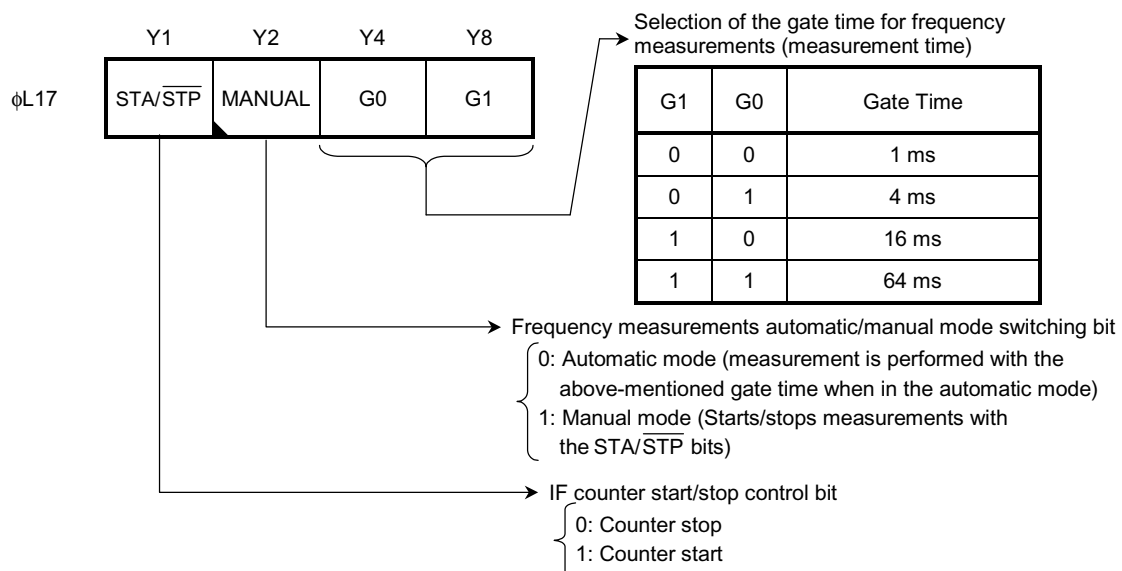 Y1 Y2 Y4 Y8
ϕL17 STA/S̅T̅P̅ MANUAL G0 G1
Selection of the gate time for frequency
measurements (measurement time)
G1 G0 Gate Time
0 0 1 ms
0 1 4 ms
1 0 16 ms
1 1 64 ms
Frequency measurements automatic/manual mode switching bit
0: Automatic mode (measurement is performed with the
above-mentioned gate time when in the automatic mode)
1: Manual mode (Starts/stops measurements with
the STA/S̅T̅P̅ bits)
IF counter start/stop control bit
0: Counter stop
1: Counter start